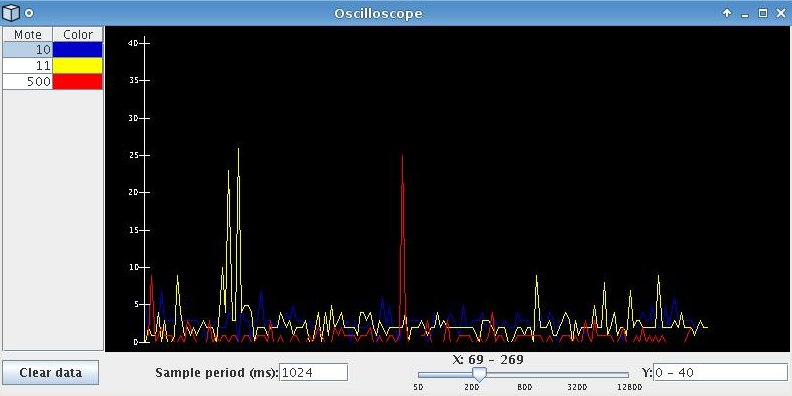 Oscilloscope
Mote Color
10
11
500
40
35
30
25
20
15
10
5
0
X: 69 – 269
Clear data Sample period (ms): 1024 Y: 0 – 40
50 200 800 3200 12800